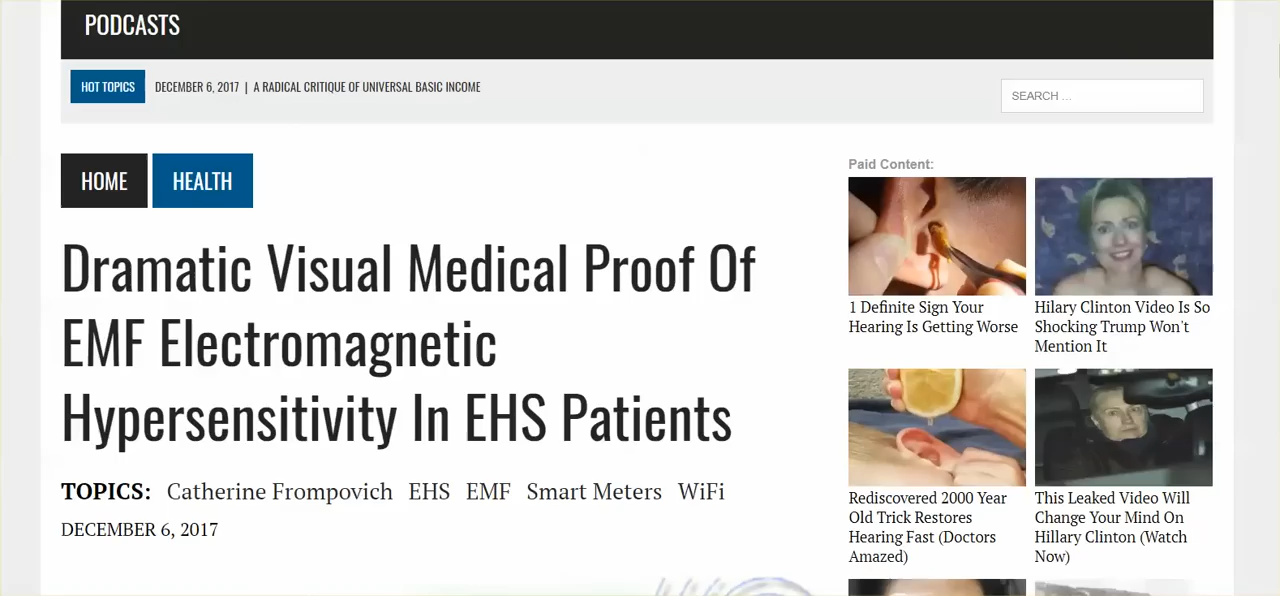 PODCASTS
HOT TOPICS
DECEMBER 6, 2017 | A RADICAL CRITIQUE OF UNIVERSAL BASIC INCOME
SEARCH ...
HOME
HEALTH
Dramatic Visual Medical Proof Of
EMF Electromagnetic
Hypersensitivity In EHS Patients
TOPICS: Catherine Frompovich EHS EMF Smart Meters WiFi
DECEMBER 6, 2017
Paid Content:
1 Definite Sign Your
Hearing Is Getting Worse
Hilary Clinton Video Is So
Shocking Trump Won't
Mention It
Rediscovered 2000 Year
Old Trick Restores
Hearing Fast (Doctors
Amazed)
This Leaked Video Will
Change Your Mind On
Hillary Clinton (Watch
Now)